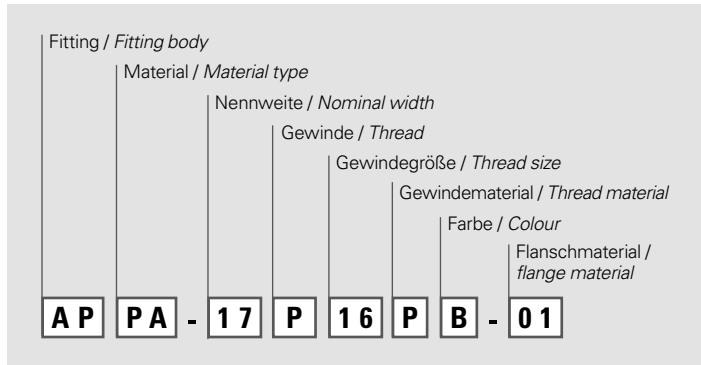 Fitting / Fitting body
Material / Material type
Nennweite / Nominal width
Gewinde / Thread
Gewindegröße / Thread size
Gewindematerial / Thread material
Farbe / Colour
Flanschmaterial /
flange material
AP PA - 17 P 16 P B - 01